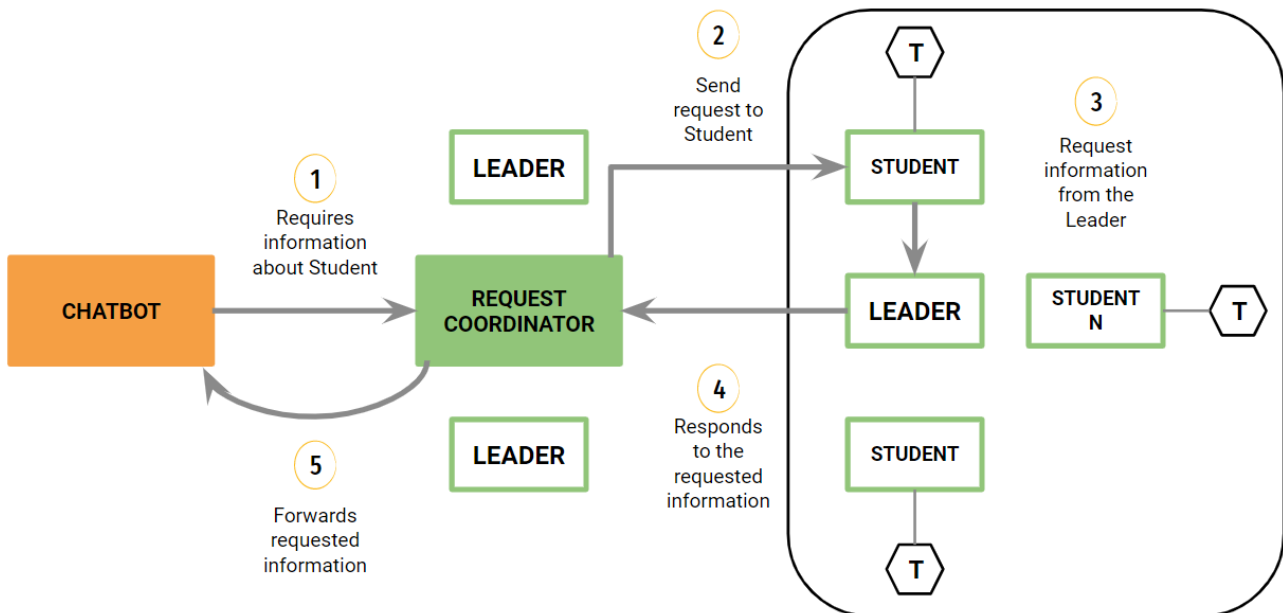 1
Requires
information
about Student
CHATBOT
LEADER
REQUEST
COORDINATOR
LEADER
5
Forwards
requested
information
2
Send
request to
Student
4
Responds
to the
requested
information
T
STUDENT
3
Request
information
from the
Leader
LEADER
STUDENT
N
T
STUDENT
T